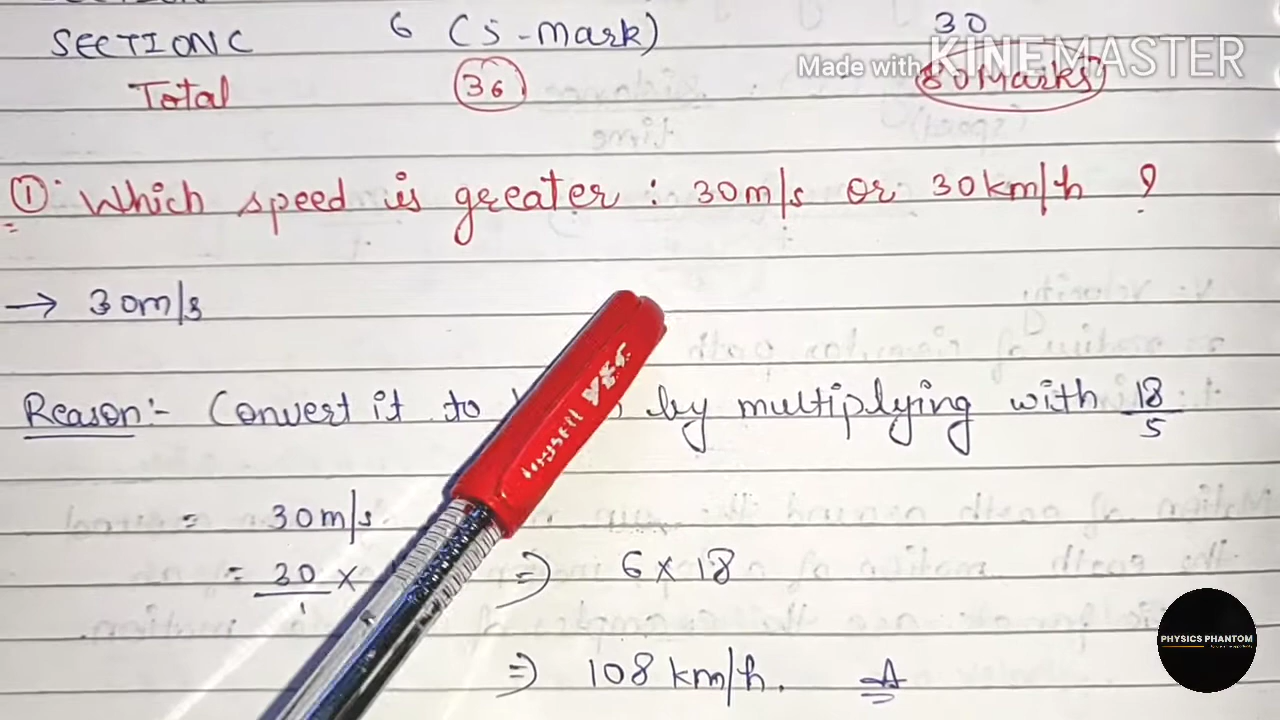 SECTION C 6 (5-mark) 30
Made with KINEMASTER
Total 36 80 Marks
① Which speed is greater : 30m/s or 30km/h ?
→ 30m/s
Reason:- Convert it to by multiplying with 18/5
= 30m/s
= 30/1 × ⇒ 6 × 18
PHYSICS PHANTOM
⇒ 108 km/h. A